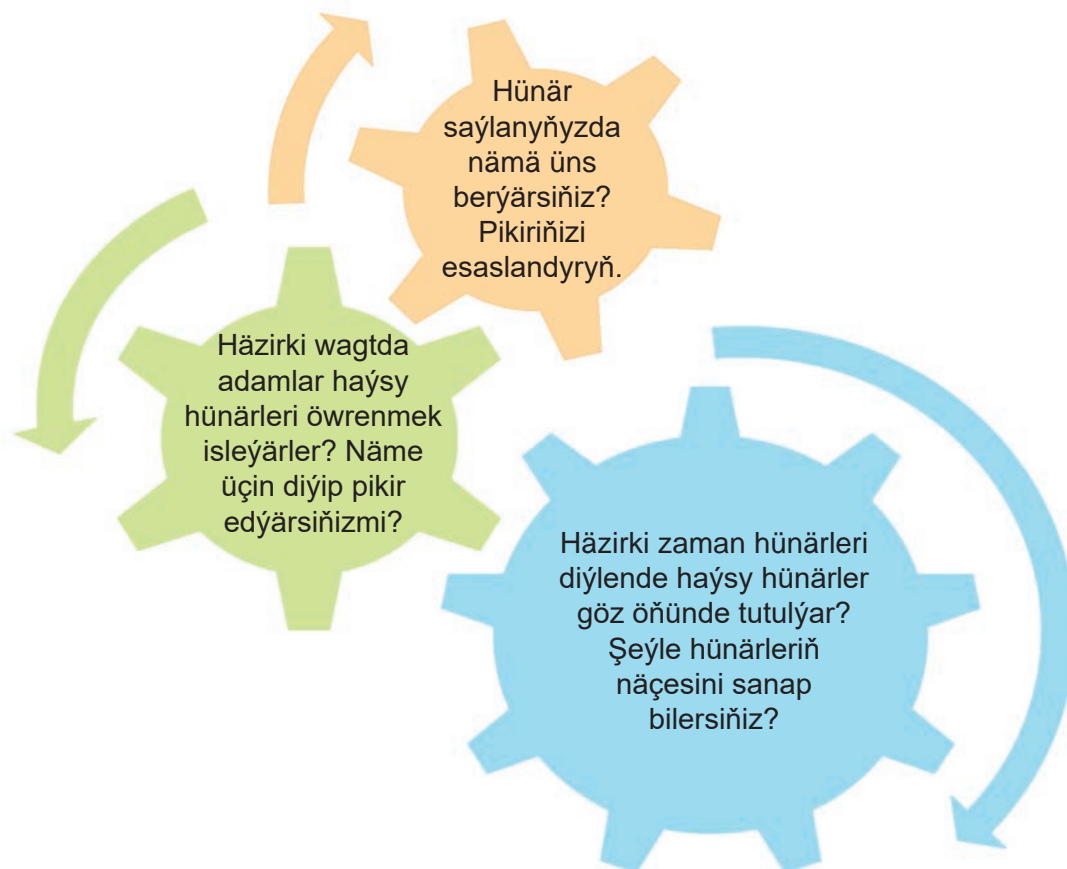 Hünär
saýlanyňyzda
nämä üns
berýärsiňiz?
Pikiriňizi
esaslandyryň.
Häzirki wagtda
adamlar haýsy
hünärleri öwrenmek
isleýärler? Näme
üçin diýip pikir
edýärsiňizmi?
Häzirki zaman hünärleri
diýlende haýsy hünärler
göz öňünde tutulýar?
Şeýle hünärleriň
näçesini sanap
bilersiňiz?